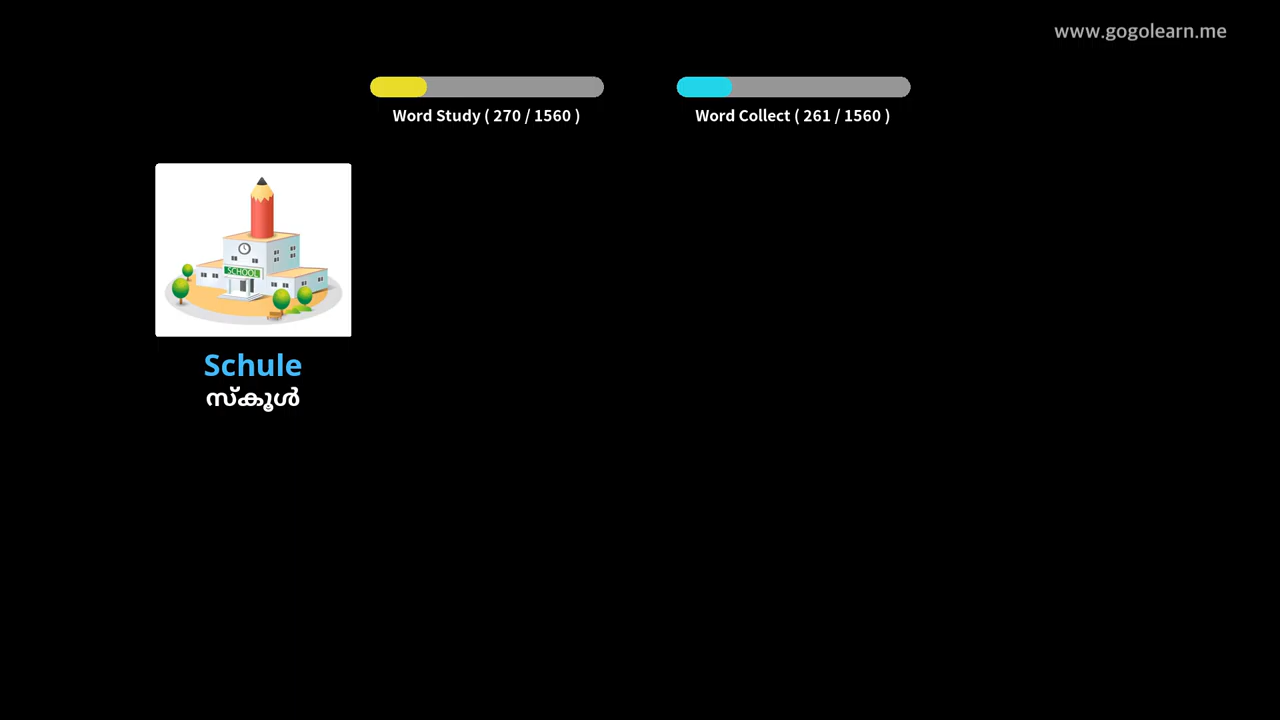 www.gogolearn.me
Word Study ( 270 / 1560 )
Word Collect ( 261 / 1560 )
SCHOOL
Schule
സ്കൂൾ